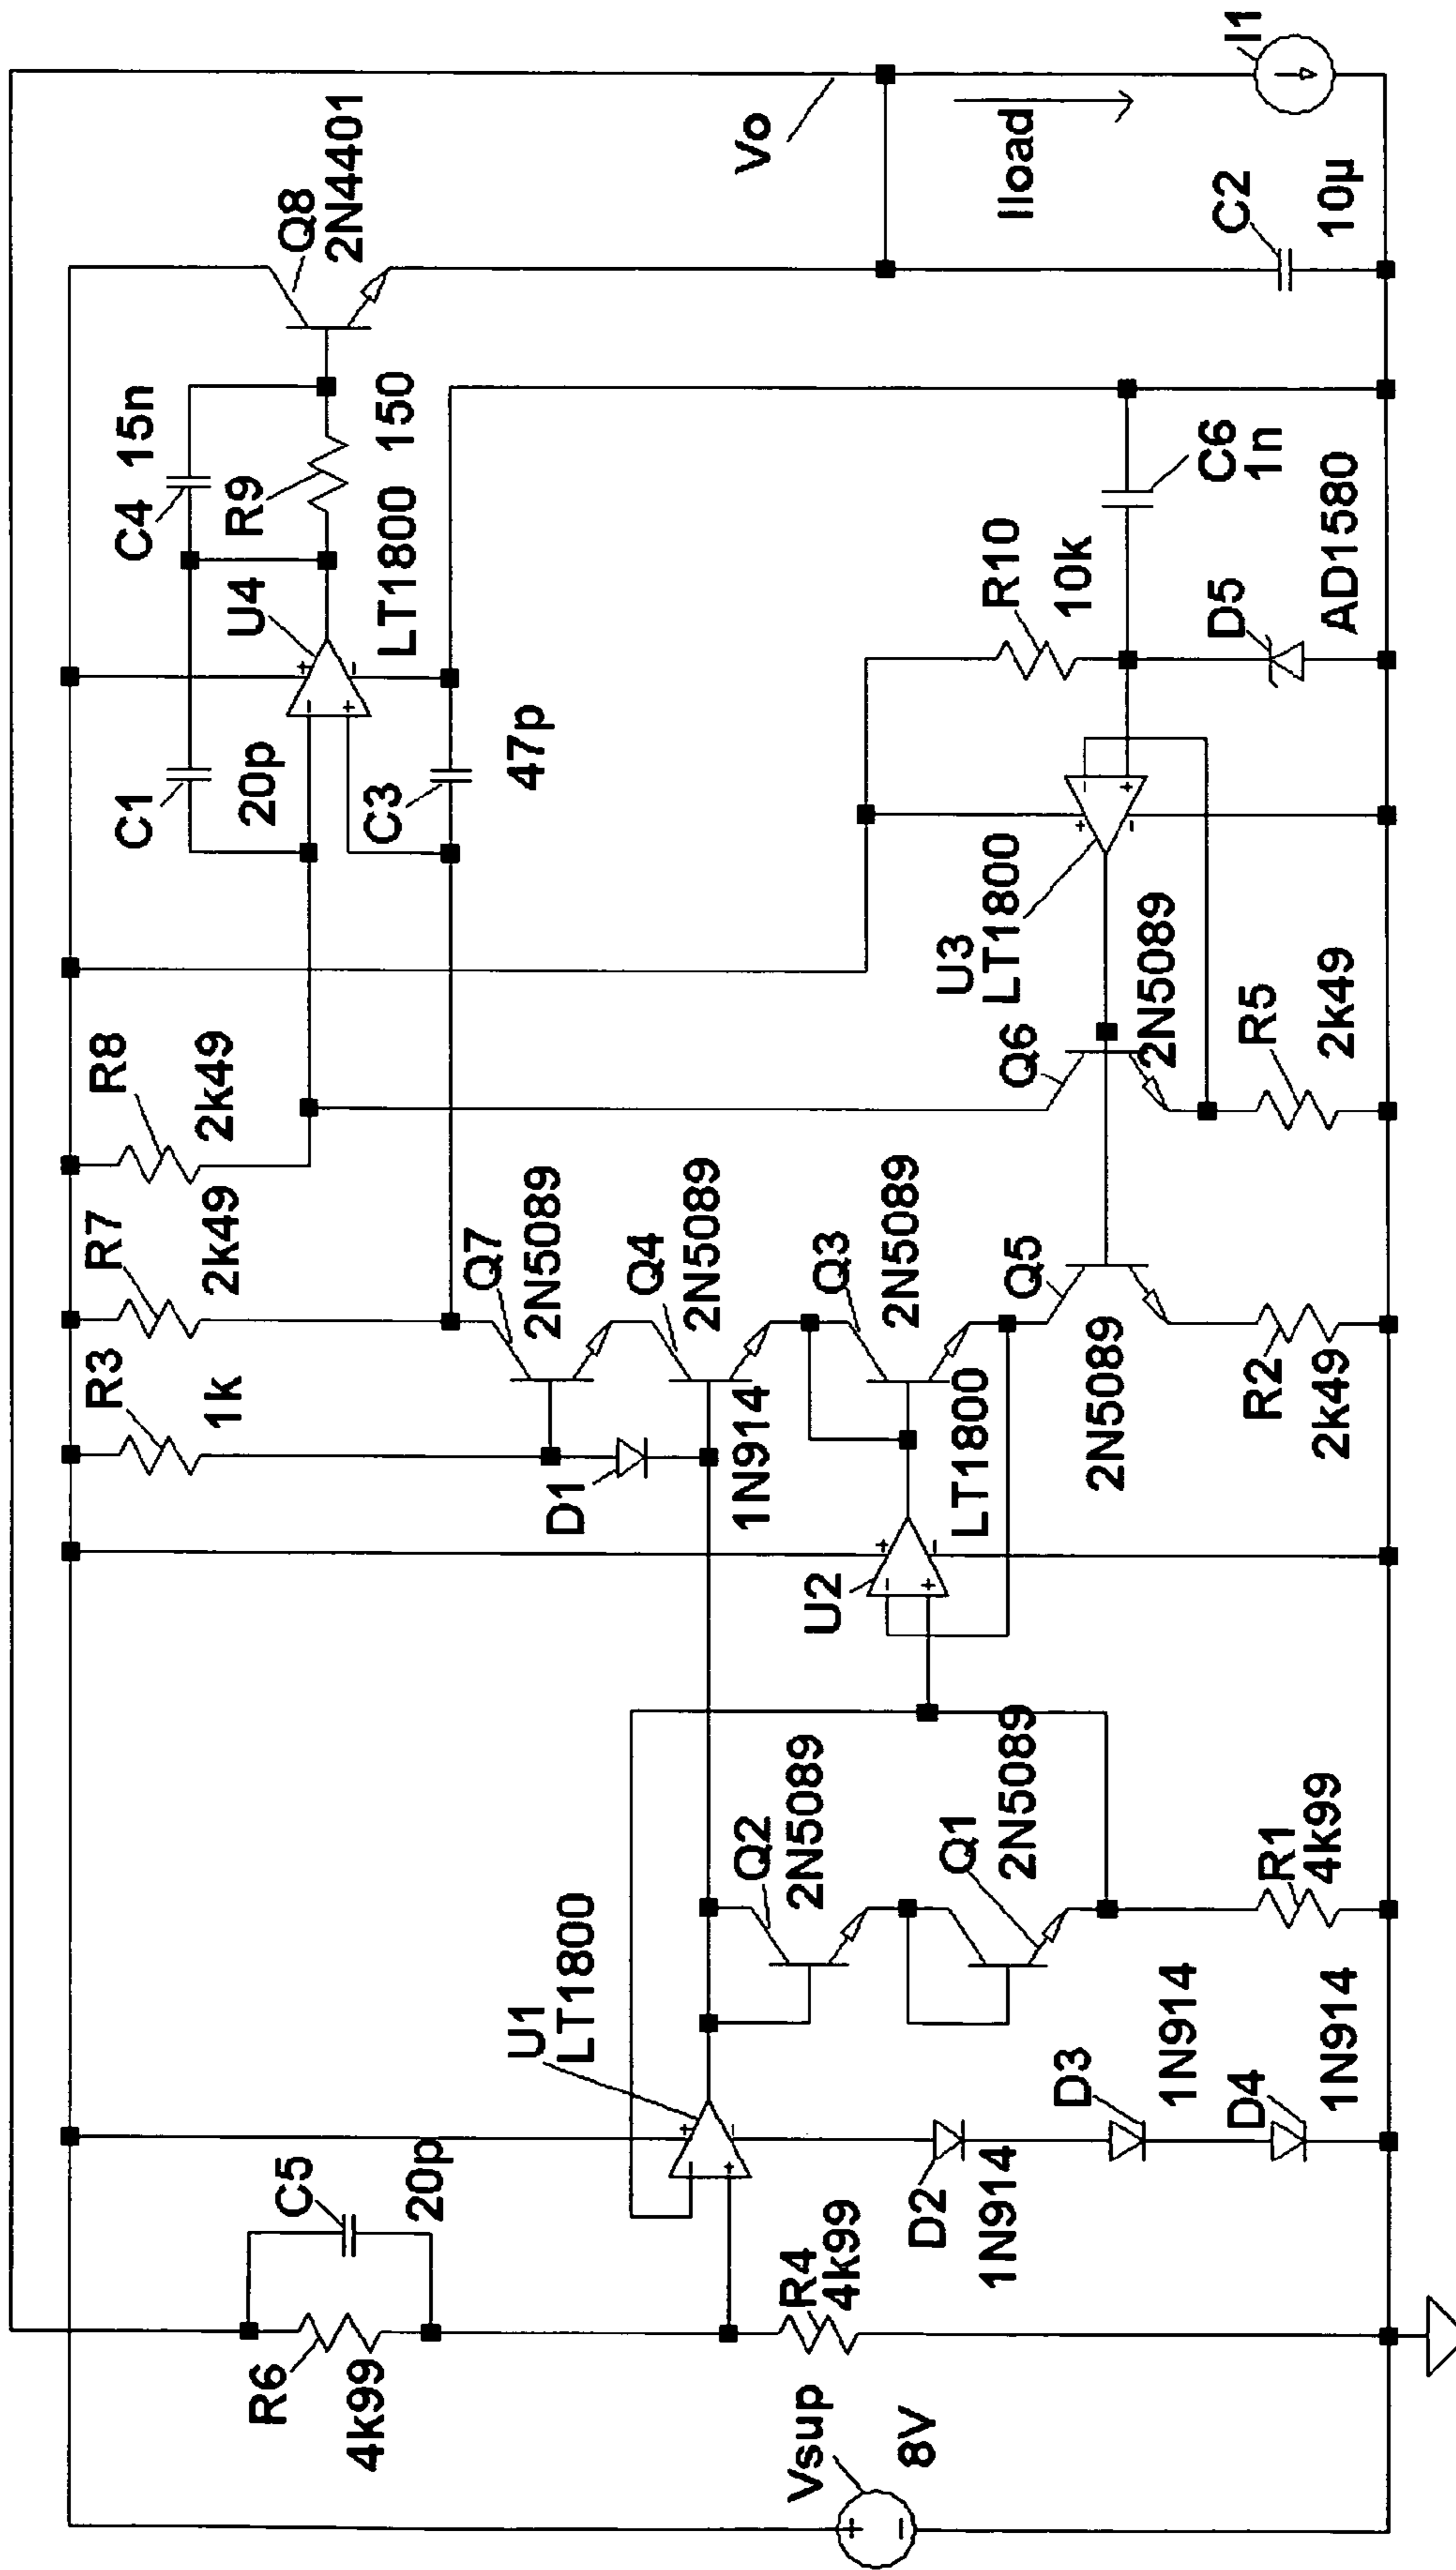 Vsup
8V
R6
4k99
C5
20p
R4
4k99
U1
LT1800
D2
1N914
D3
1N914
D4
1N914
Q2
2N5089
Q1
2N5089
R1
4k99
U2
LT1800
R3
1k
D1
1N914
R7
2k49
Q7
2N5089
Q4
2N5089
Q3
2N5089
Q5
2N5089
R2
2k49
R8
2k49
Q6
2N5089
R5
2k49
U3
LT1800
C1
20p
C3
47p
U4
LT1800
C4
15n
R9
150
R10
10k
D5
AD1580
C6
1n
Q8
2N4401
Vo
Iload
C2
10µ
I1